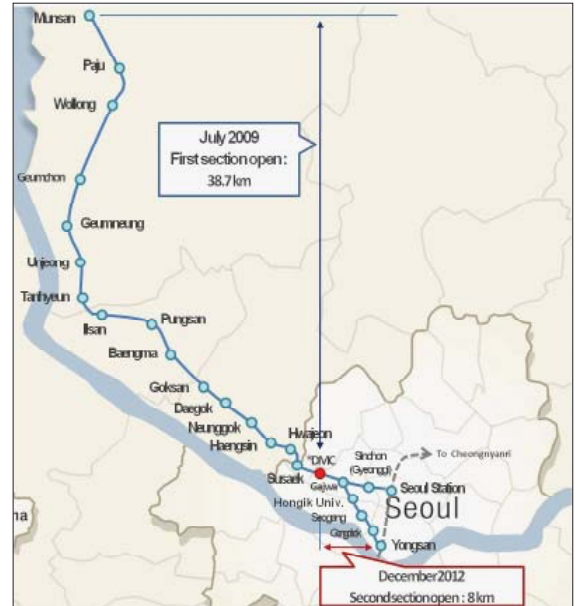 Munsan
Paju
Wollong
July 2009
First section open :
38.7 km
Geumchon
Geumneung
Unjeong
Tanhyeun
Ilsan
Pungsan
Baengma
Goksan
Daegok
Neunggok
Haengsin
Hwajeon
Susaek
"DMC
Sinchon
(Gyeonggi)
To Cheongnyanri
Gajwa
Seoul Station
Hongik Univ.
Seoul
Seogang
Yongsan
na
December 2012
Second section open : 8 km